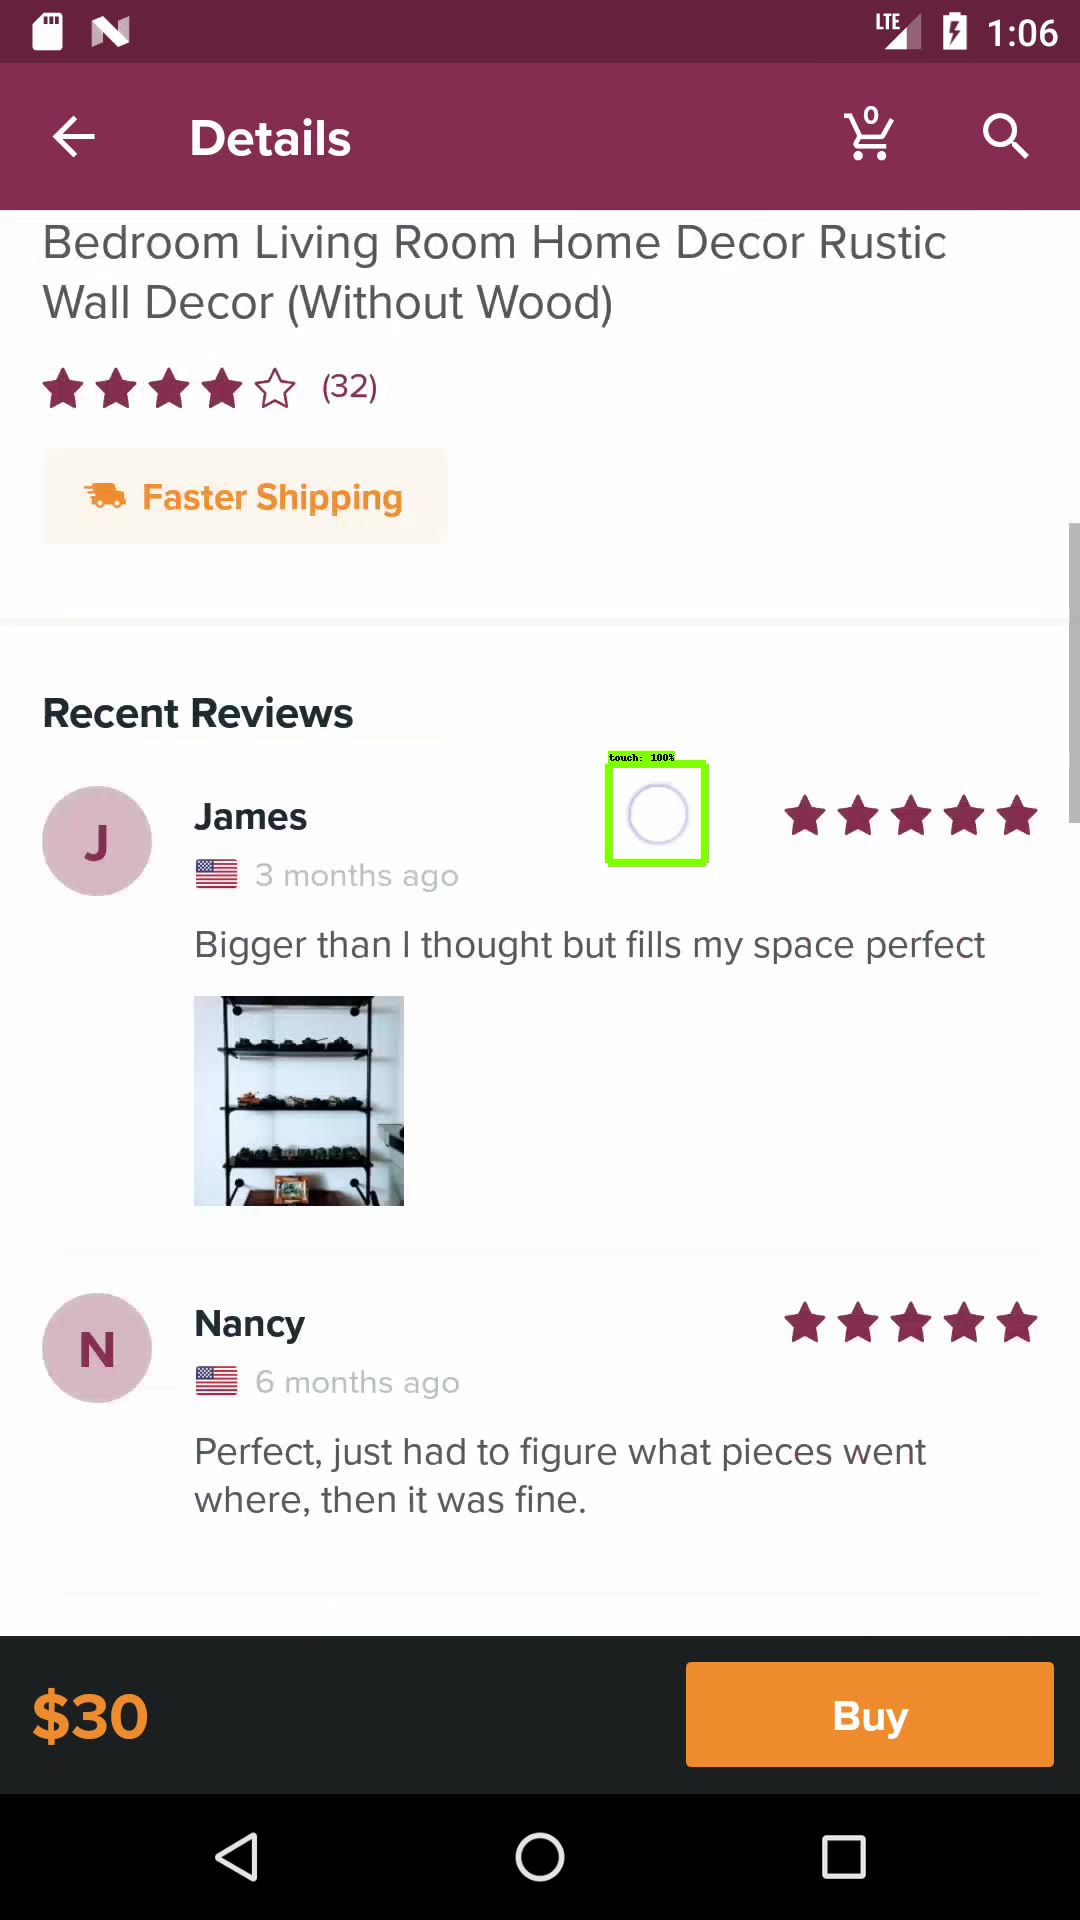 LTE 1:06
Details
0
Bedroom Living Room Home Decor Rustic
Wall Decor (Without Wood)
(32)
Faster Shipping
Recent Reviews
touch: 100%
J
James
3 months ago
Bigger than I thought but fills my space perfect
N
Nancy
6 months ago
Perfect, just had to figure what pieces went
where, then it was fine.
$30
Buy